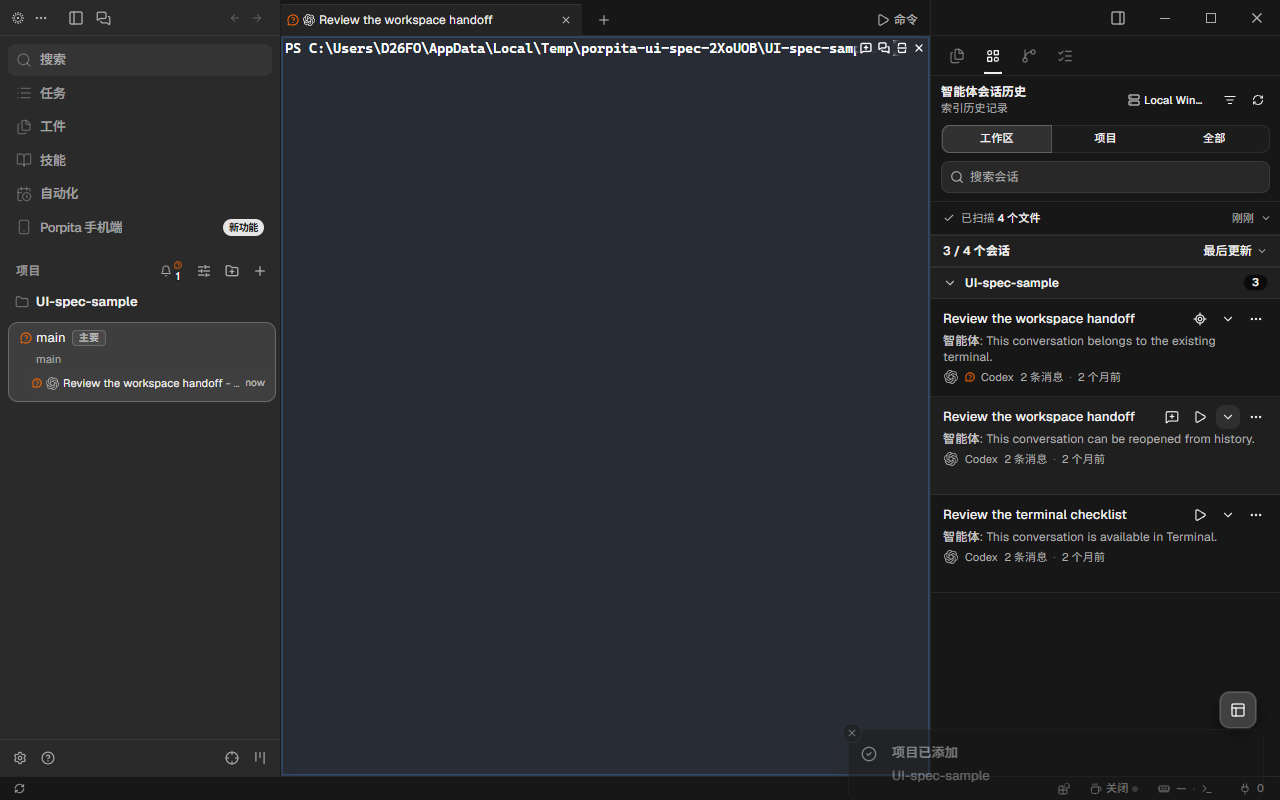 搜索
任务
工件
技能
自动化
Porpita 手机端
新功能
项目
1
UI-spec-sample
main 主要
main
Review the workspace handoff - … now
Review the workspace handoff
命令
PS C:\Users\D26FO\AppData\Local\Temp\porpita-ui-spec-2XoUOB\UI-spec-sam
智能体会话历史
索引历史记录
Local Win...
工作区 项目 全部
搜索会话
已扫描 4 个文件 刚刚
3 / 4 个会话 最后更新
UI-spec-sample 3
Review the workspace handoff
智能体: This conversation belongs to the existing
terminal.
Codex 2 条消息 · 2 个月前
Review the workspace handoff
智能体: This conversation can be reopened from history.
Codex 2 条消息 · 2 个月前
Review the terminal checklist
智能体: This conversation is available in Terminal.
Codex 2 条消息 · 2 个月前
项目已添加
UI-spec-sample
关闭
0